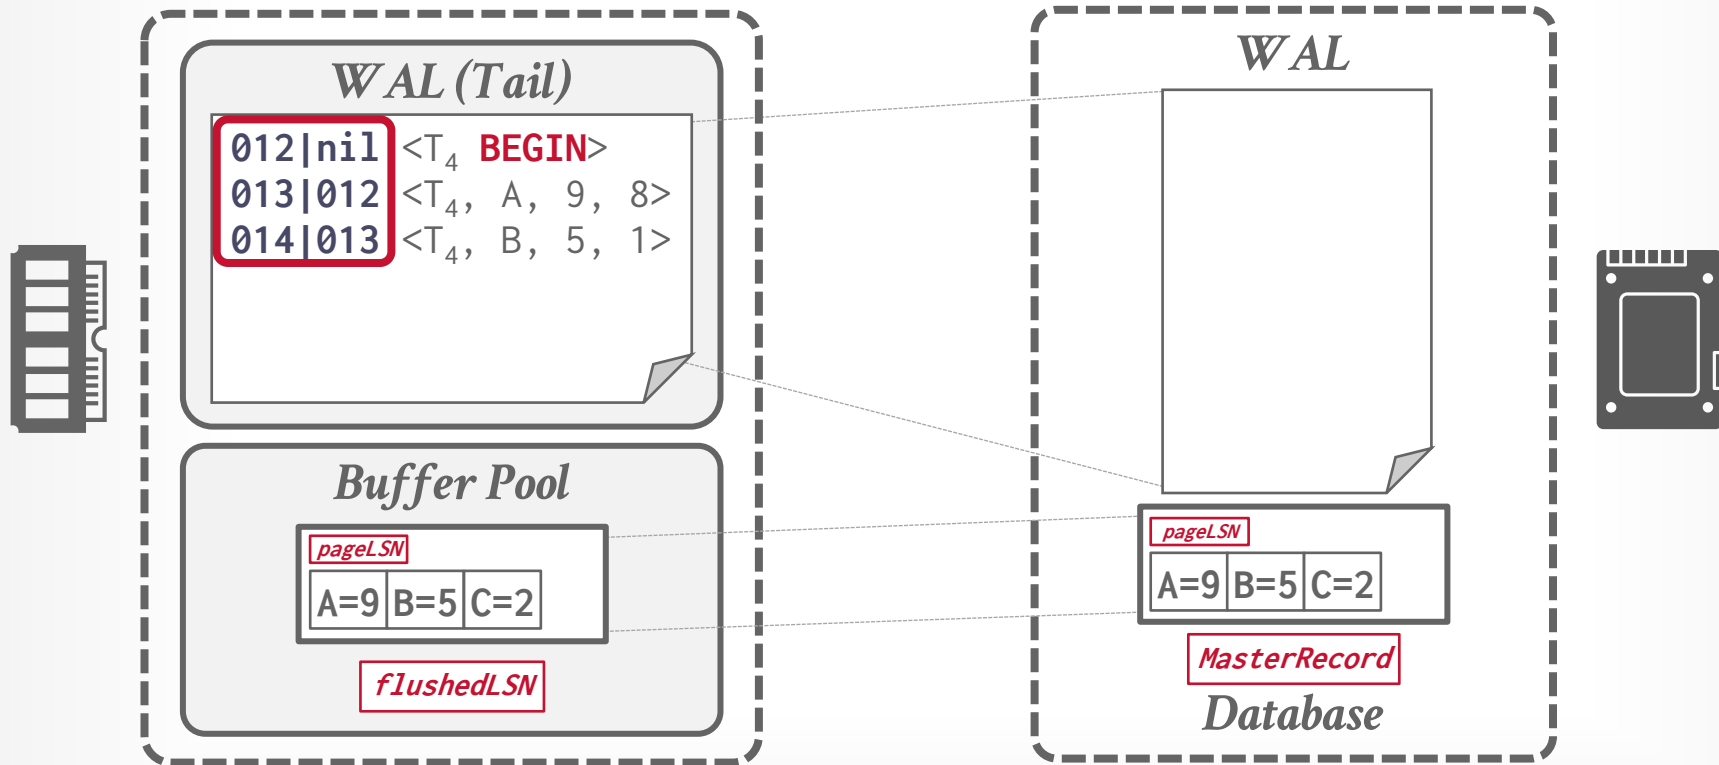 WAL (Tail)
012|nil <T4 BEGIN>
013|012 <T4, A, 9, 8>
014|013 <T4, B, 5, 1>
Buffer Pool
pageLSN
A=9 B=5 C=2
flushedLSN
WAL
pageLSN
A=9 B=5 C=2
MasterRecord
Database